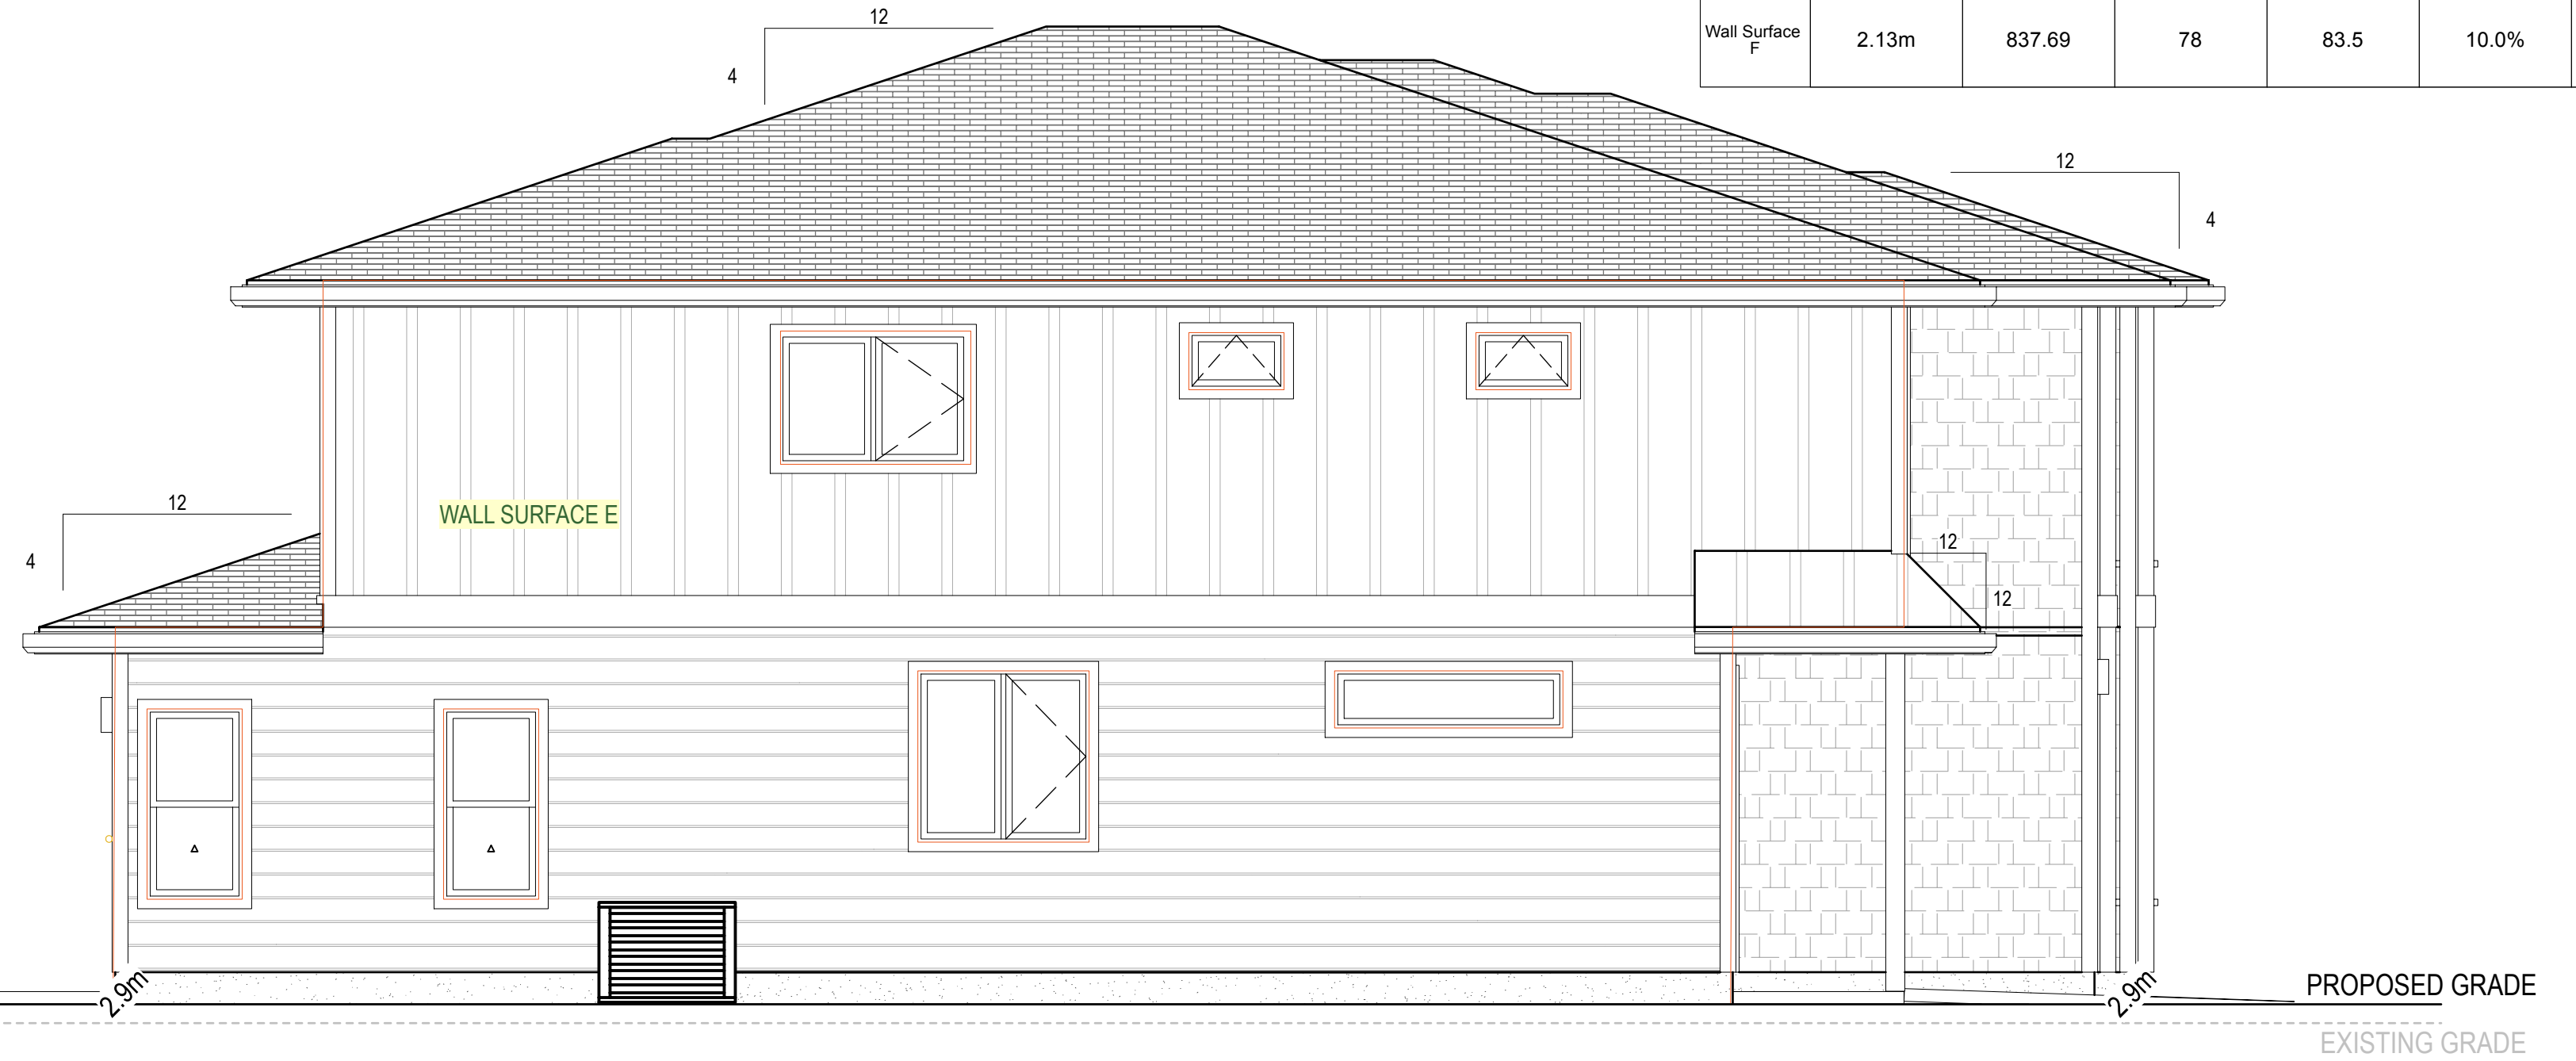 12
4
Wall Surface
F
2.13m
837.69
78
83.5
10.0%
12
4
12
4
WALL SURFACE E
12
12
2.9m
2.9m
PROPOSED GRADE
EXISTING GRADE